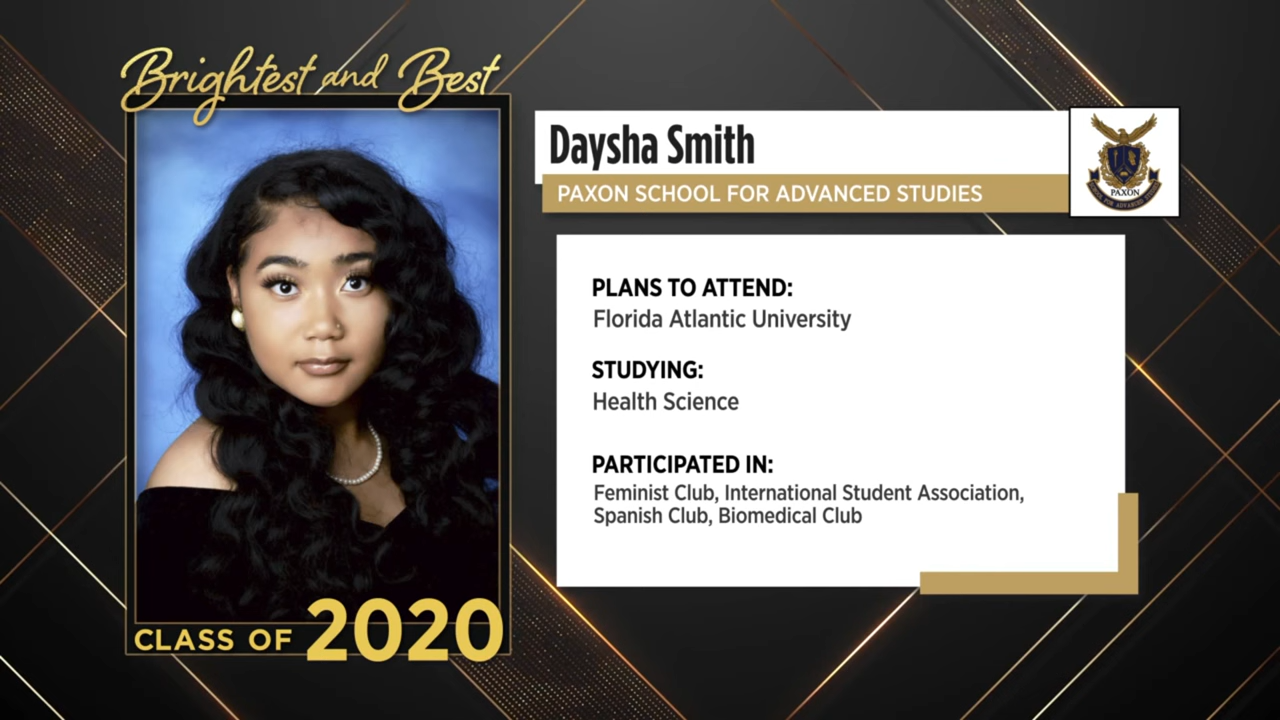 Brightest and Best
Daysha Smith
PAXON SCHOOL FOR ADVANCED STUDIES
PAXON
PLANS TO ATTEND:
Florida Atlantic University
STUDYING:
Health Science
PARTICIPATED IN:
Feminist Club, International Student Association,
Spanish Club, Biomedical Club
CLASS OF 2020